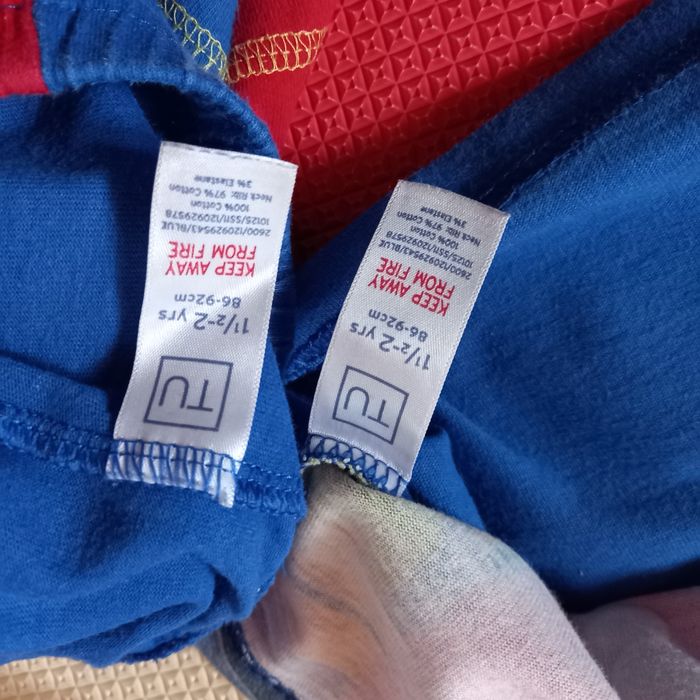 TU
1½-2 yrs
86-92cm
KEEP AWAY
FROM FIRE
2600/120929543/BLUE
10125/SS11/120929578
100% Cotton
Neck Rib: 97% Cotton
3% Elastane
TU
1½-2 yrs
86-92cm
KEEP AWAY
FROM FIRE
2600/120929543/BLUE
10125/SS11/120929578
100% Cotton
Neck Rib: 97% Cotton
3% Elastane